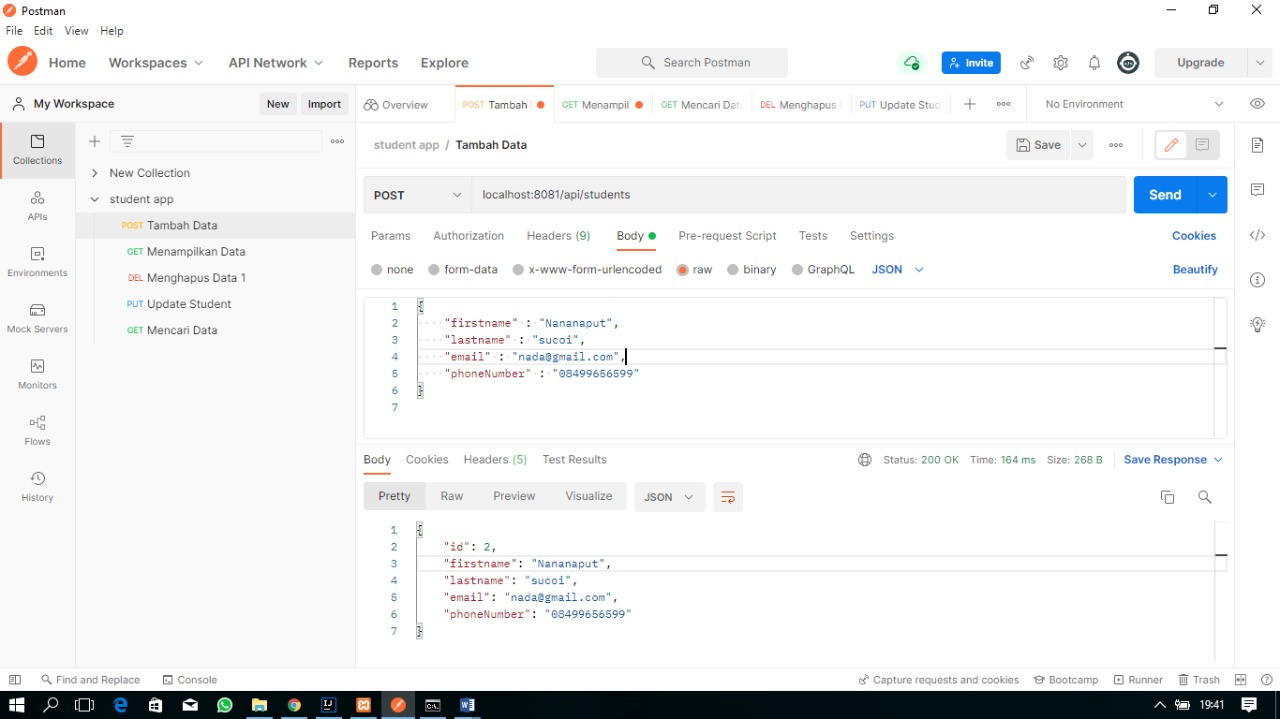 Postman
File Edit View Help
Home Workspaces API Network Reports Explore Search Postman Invite Upgrade
My Workspace New Import Overview POST Tambah GET Menampil GET Mencari Dat DEL Menghapus PUT Update Stud No Environment
student app / Tambah Data Save
Collections
New Collection
student app
POST Tambah Data
GET Menampilkan Data
DEL Menghapus Data 1
PUT Update Student
GET Mencari Data
APIs
Environments
Mock Servers
Monitors
Flows
History
POST localhost:8081/api/students Send
Params Authorization Headers (9) Body Pre-request Script Tests Settings Cookies
none form-data x-www-form-urlencoded raw binary GraphQL JSON Beautify
1 {
2 "firstname" : "Nananaput",
3 "lastname" : "sucoi",
4 "email" : "nada@gmail.com",
5 "phoneNumber" : "08499656599"
6 }
7
Body Cookies Headers (5) Test Results Status: 200 OK Time: 164 ms Size: 268 B Save Response
Pretty Raw Preview Visualize JSON
1 {
2 "id": 2,
3 "firstname": "Nananaput",
4 "lastname": "sucoi",
5 "email": "nada@gmail.com",
6 "phoneNumber": "08499656599"
7 }
Find and Replace Console Capture requests and cookies Bootcamp Runner Trash
19:41